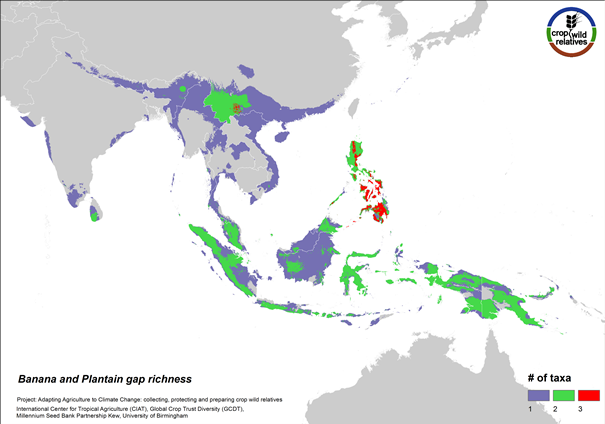 crop wild
relatives
Banana and Plantain gap richness
# of taxa
1 2 3
Project: Adapting Agriculture to Climate Change: collecting, protecting and preparing crop wild relatives
International Center for Tropical Agriculture (CIAT), Global Crop Trust Diversity (GCDT),
Millennium Seed Bank Partnership Kew, University of Birmingham